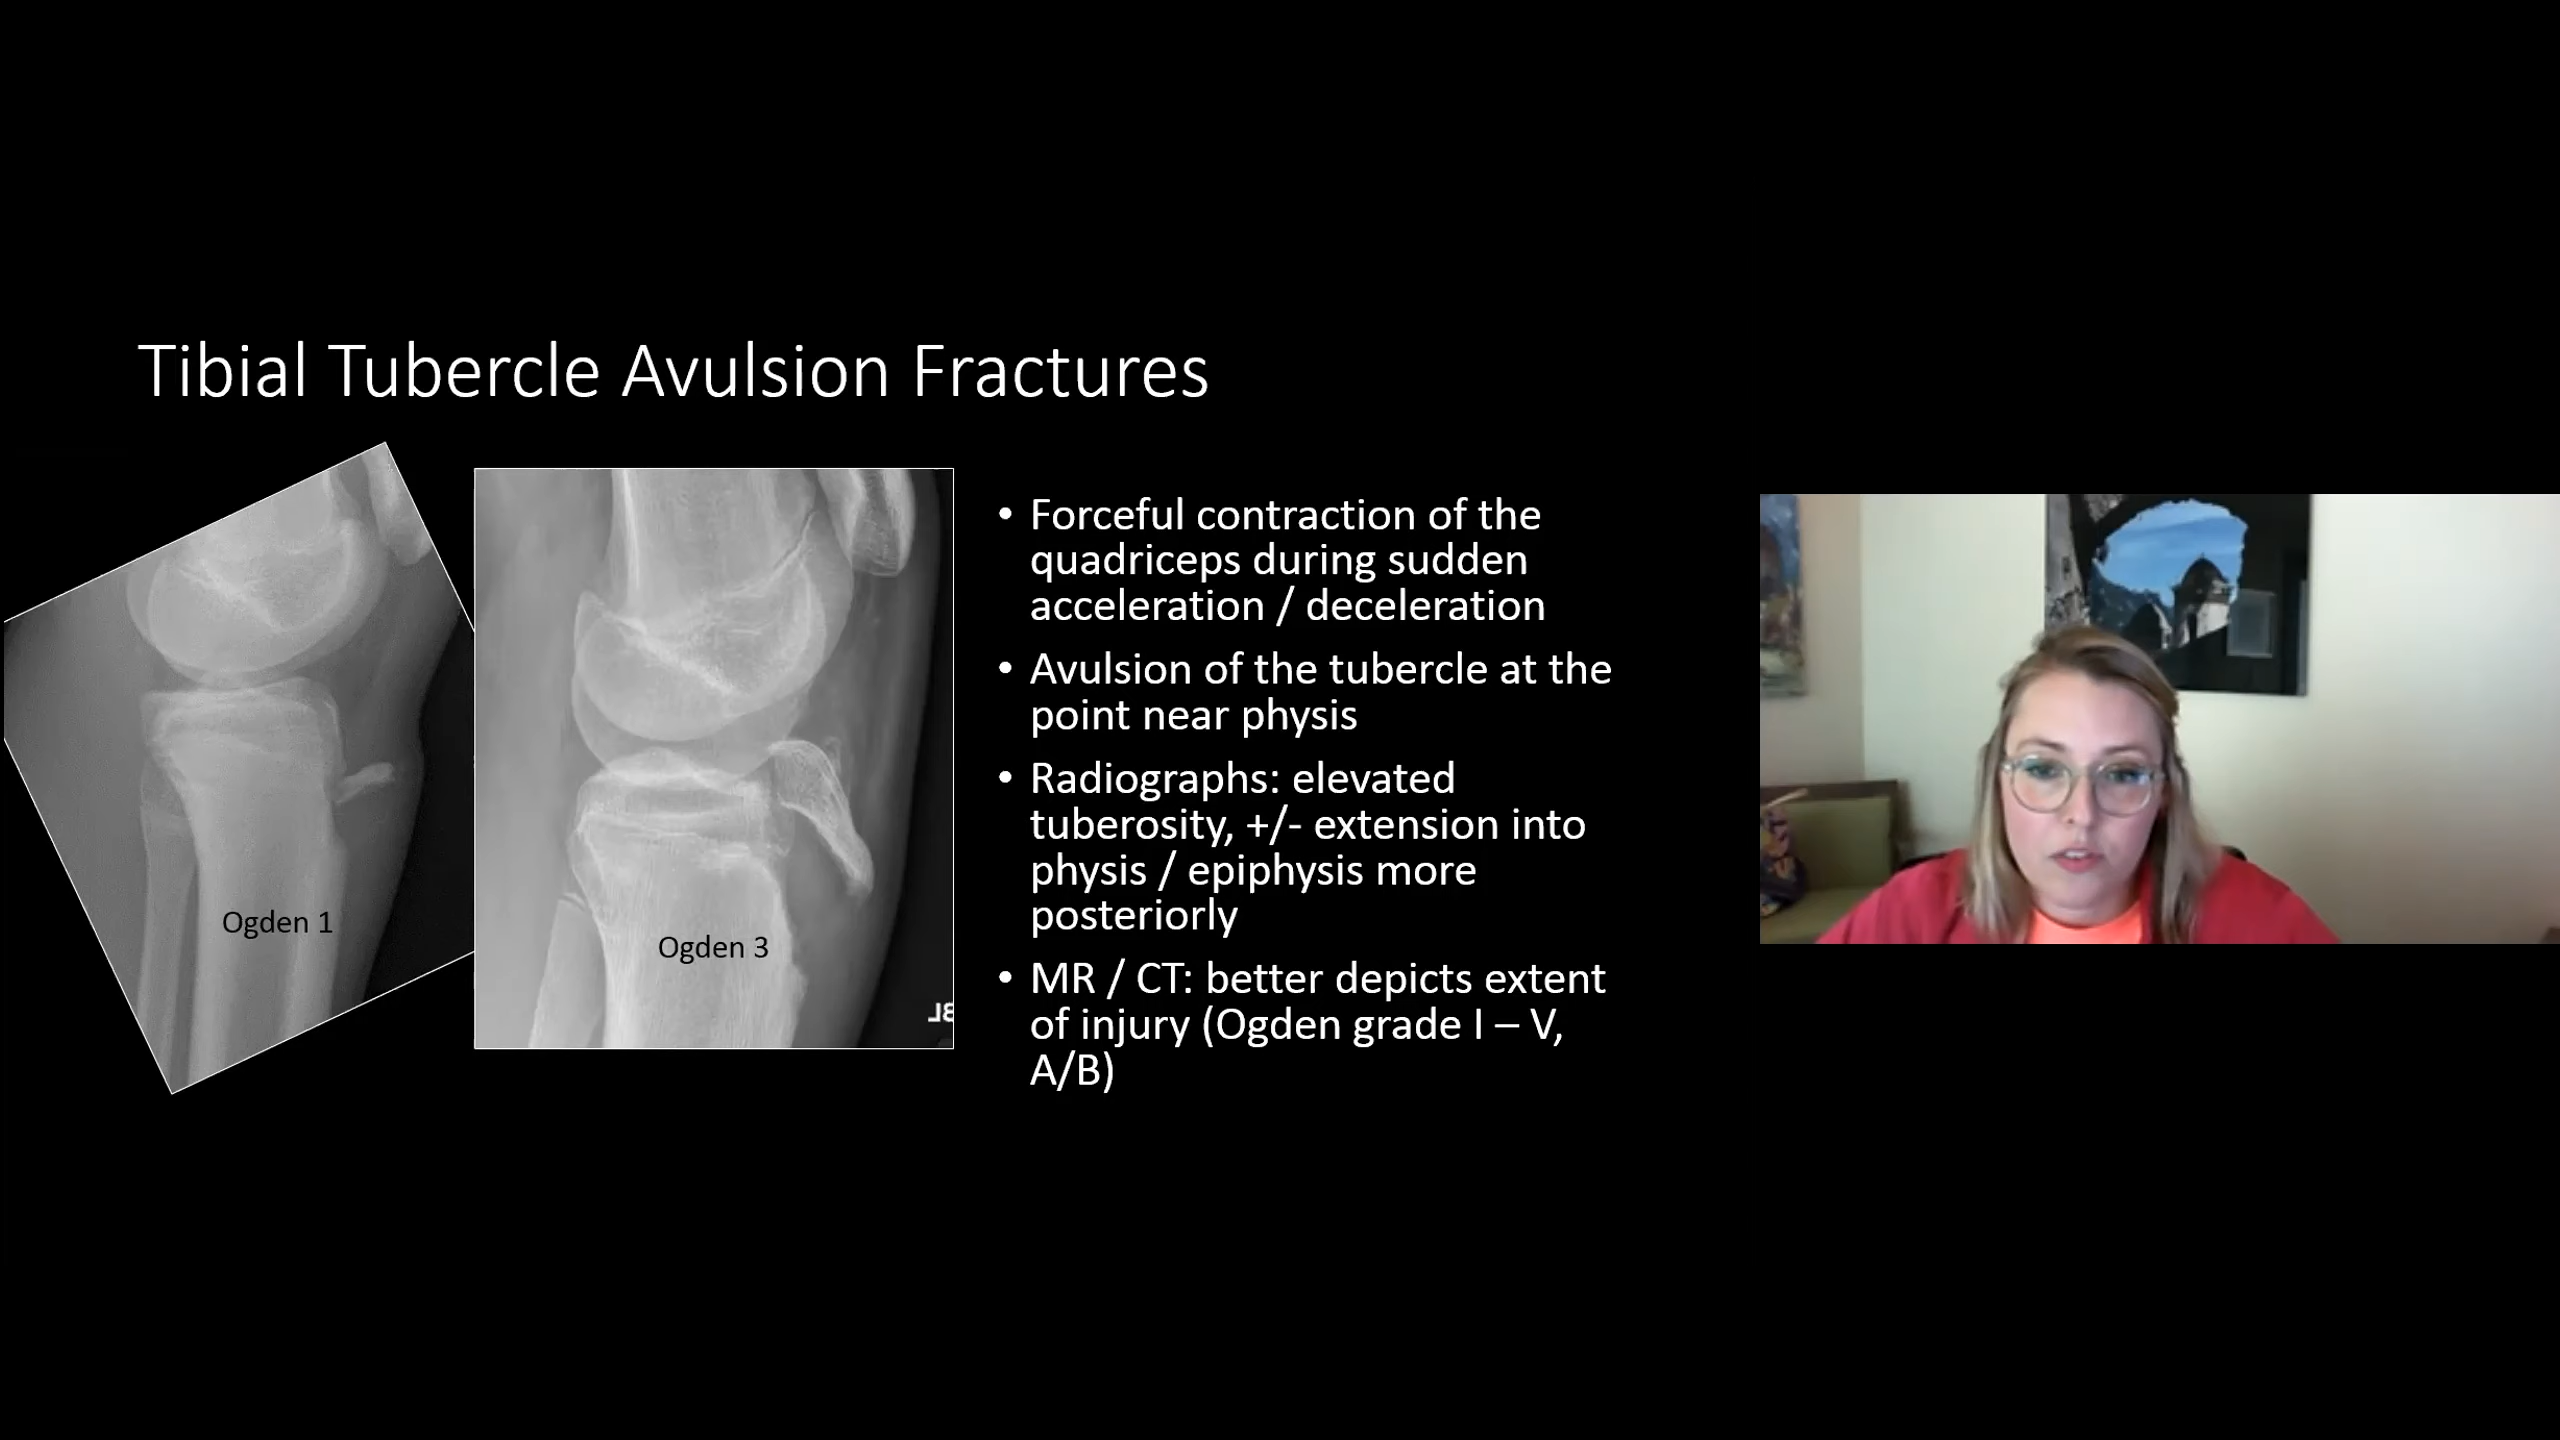 Tibial Tubercle Avulsion Fractures
Ogden 1
Ogden 3
• Forceful contraction of the
quadriceps during sudden
acceleration / deceleration
• Avulsion of the tubercle at the
point near physis
• Radiographs: elevated
tuberosity, +/- extension into
physis / epiphysis more
posteriorly
• MR / CT: better depicts extent
of injury (Ogden grade I – V,
A/B)